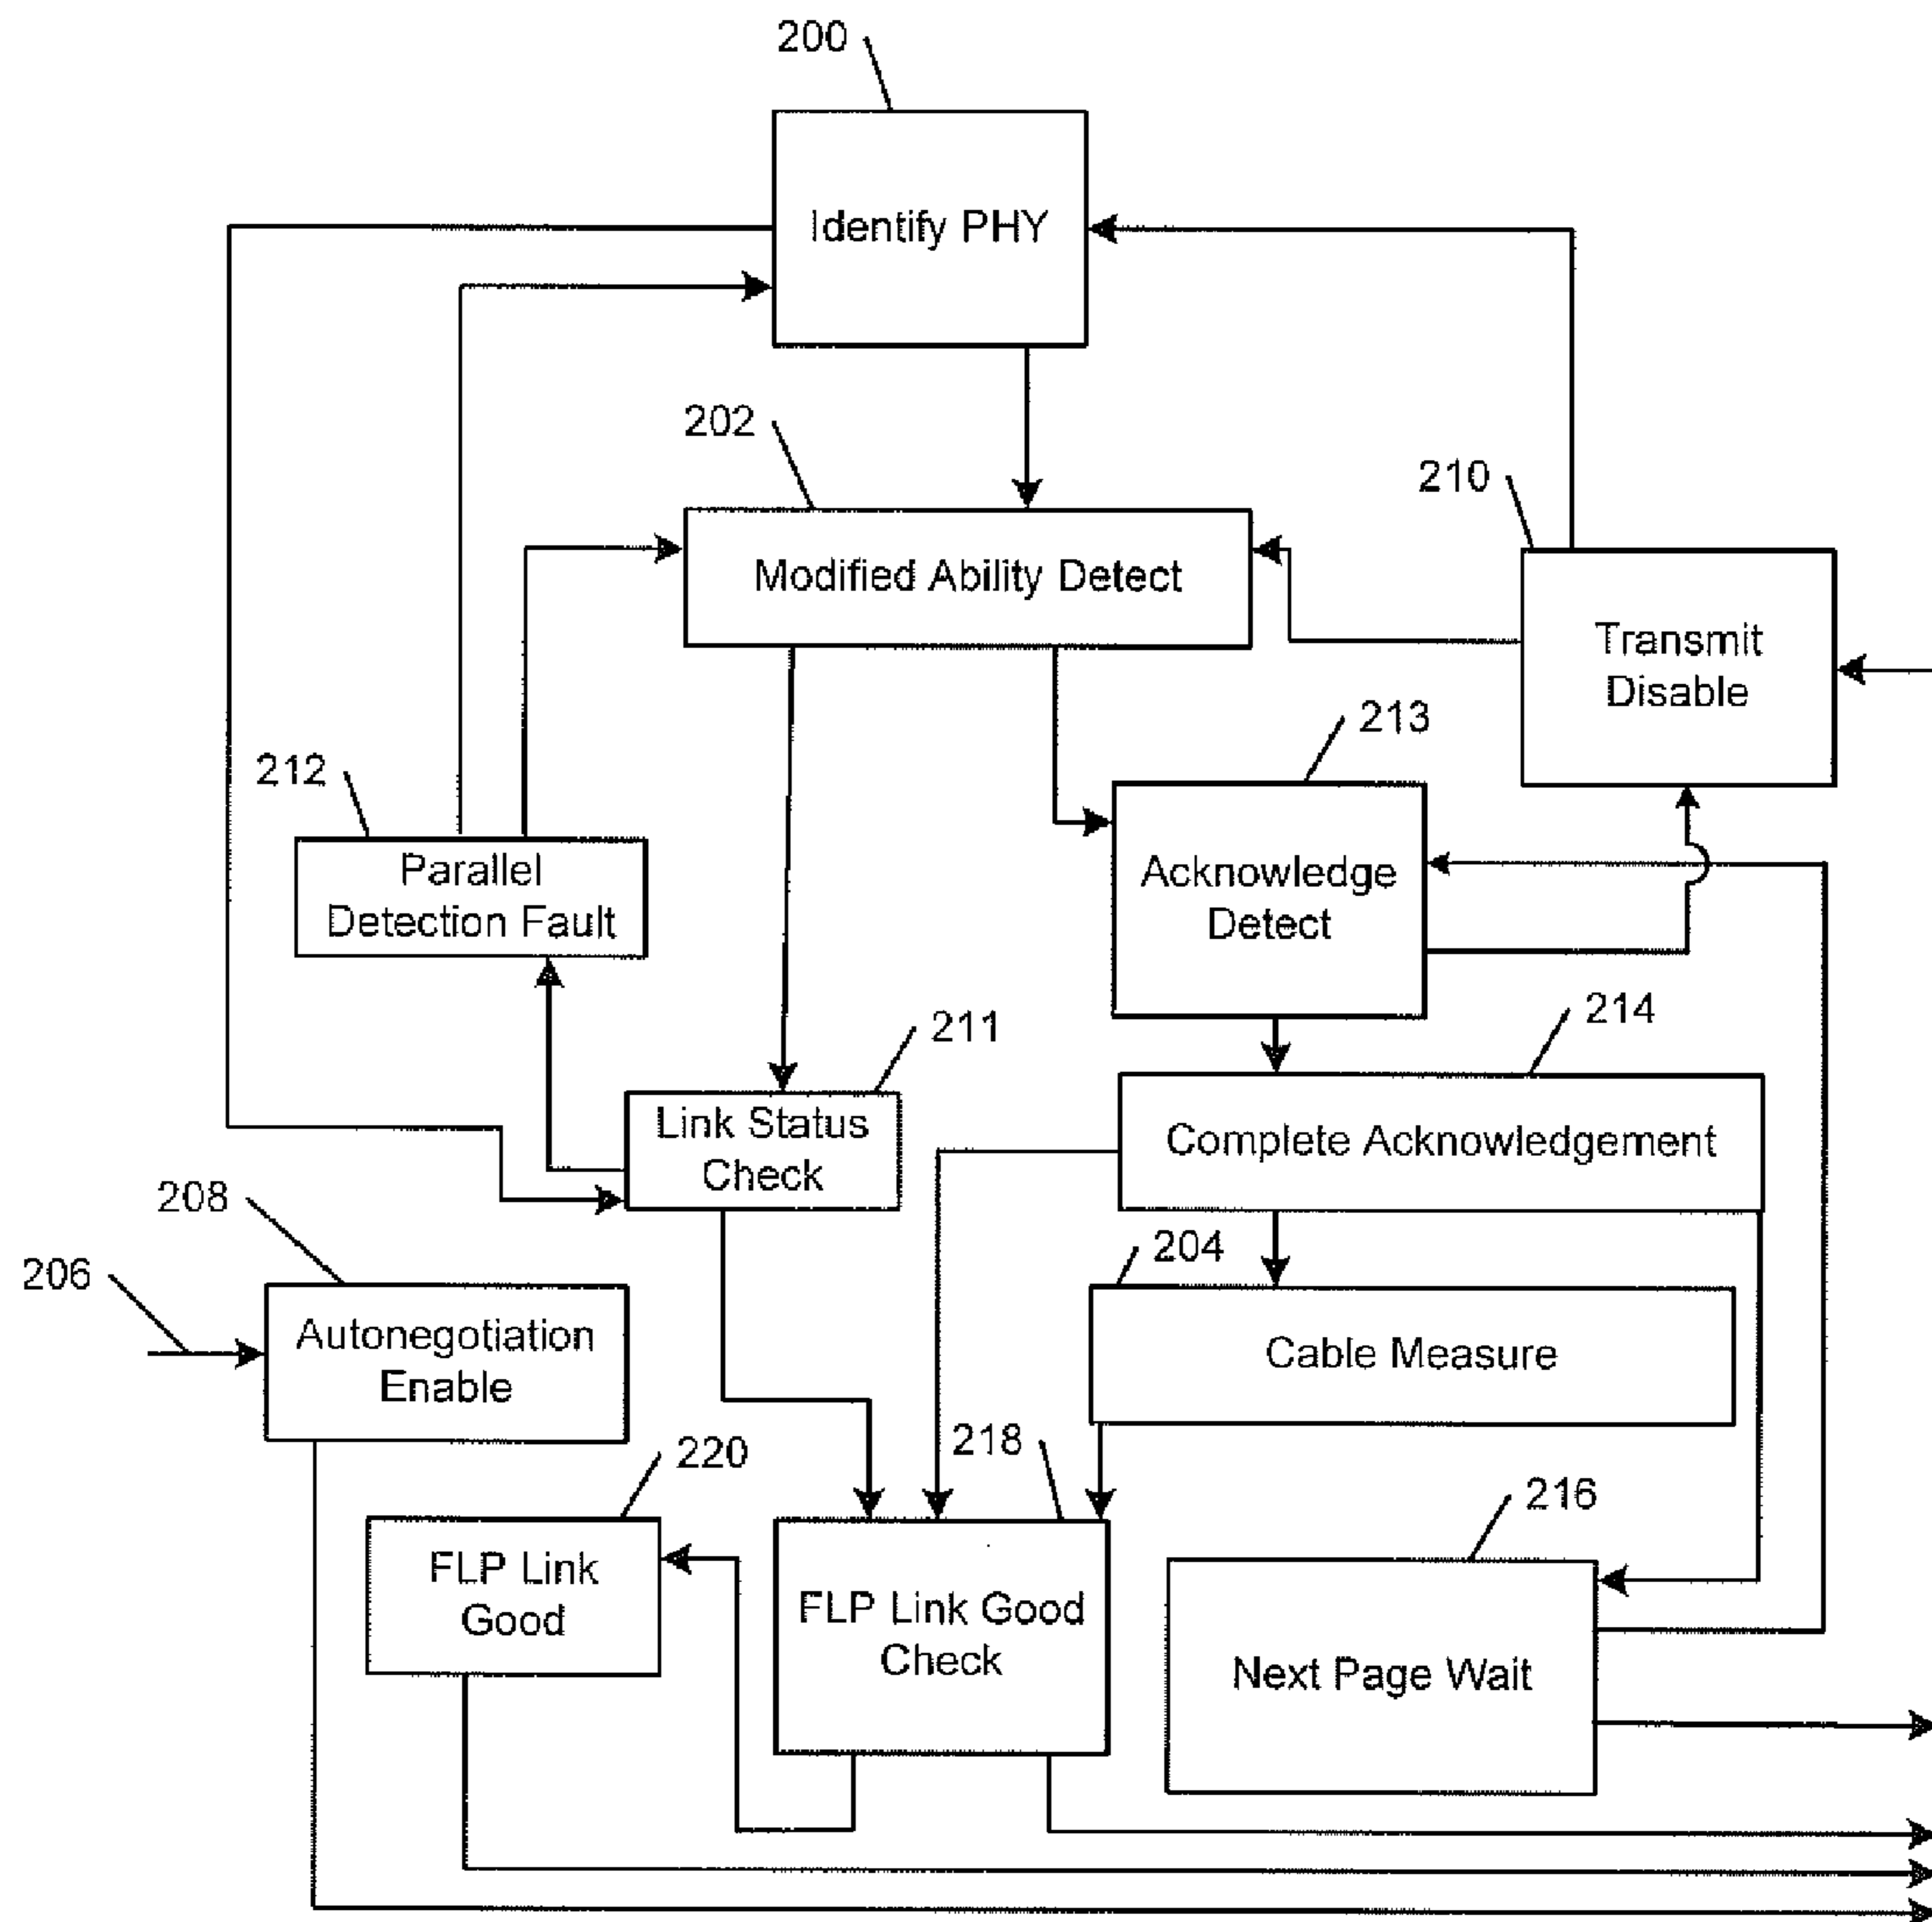 200
Identify PHY
202
Modified Ability Detect
210
Transmit
Disable
213
212
Parallel
Detection Fault
Acknowledge
Detect
214
211
Link Status
Check
Complete Acknowledgement
208
204
206
Autonegotiation
Enable
Cable Measure
220
218
216
FLP Link
Good
FLP Link Good
Check
Next Page Wait